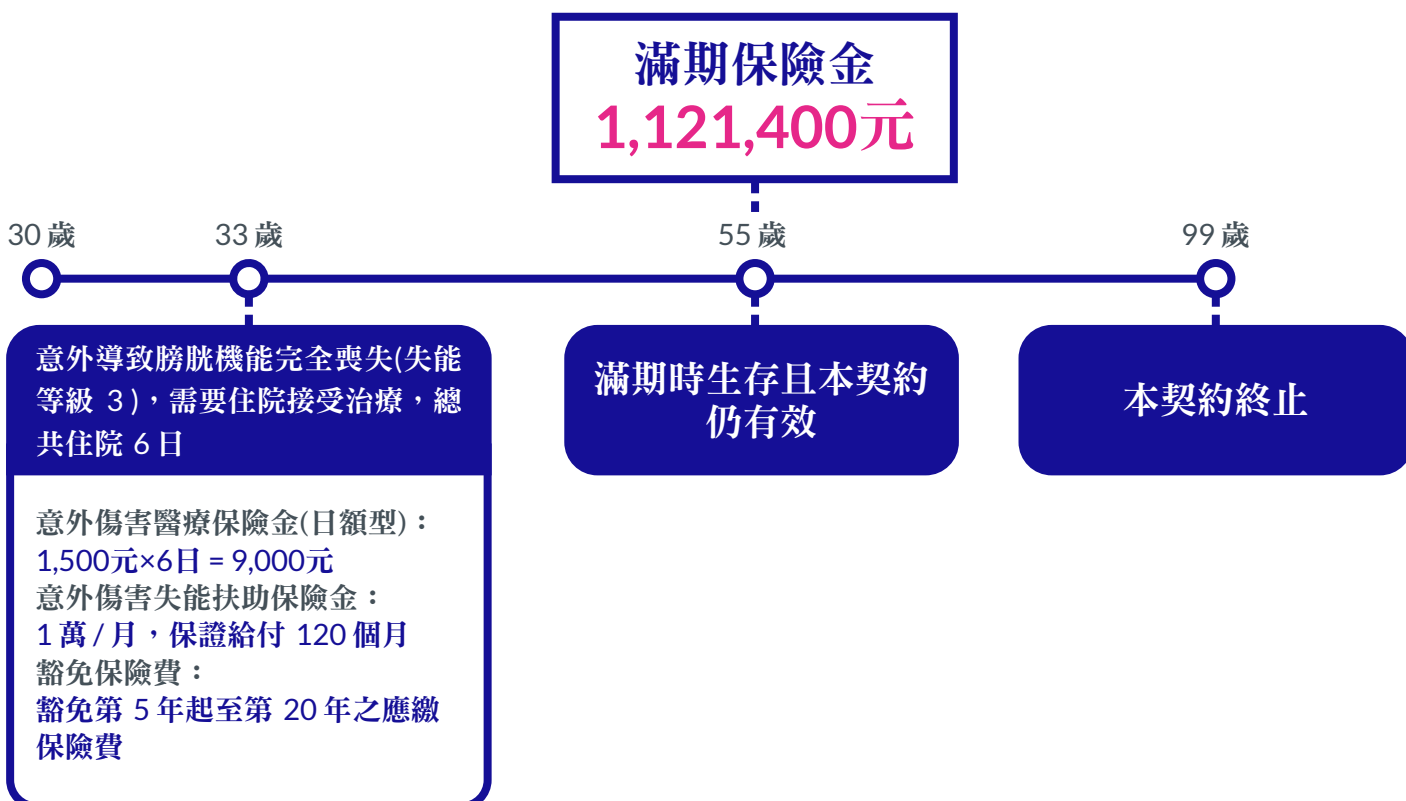 滿期保險金
1,121,400元
30 歲
33 歲
55 歲
99 歲
意外導致膀胱機能完全喪失(失能
等級 3 )，需要住院接受治療，總
共住院 6 日
意外傷害醫療保險金(日額型)：
1,500元×6日 = 9,000元
意外傷害失能扶助保險金：
1 萬 / 月，保證給付 120 個月
豁免保險費：
豁免第 5 年起至第 20 年之應繳
保險費
滿期時生存且本契約
仍有效
本契約終止